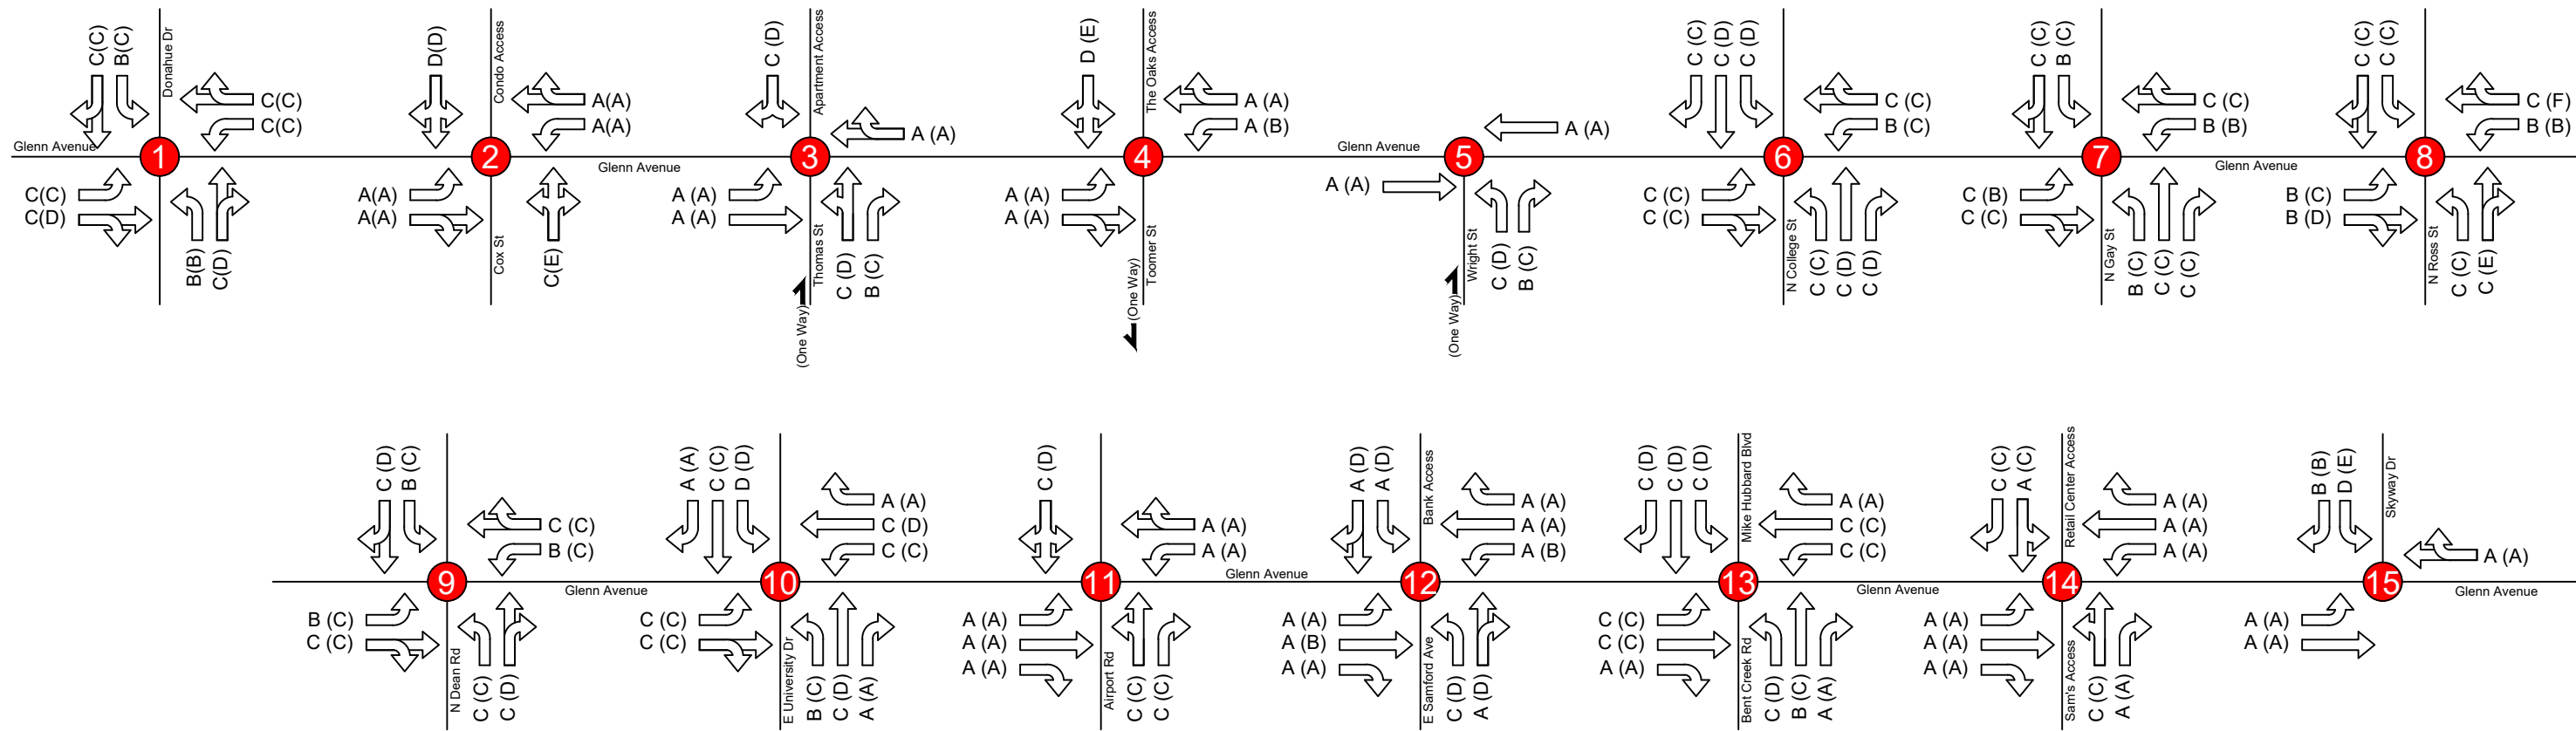 C(C)
B(C)
Donahue Dr
C(C)
C(C)
Glenn Avenue
1
C(C)
C(D)
B(B)
C(D)
D(D)
Condo Access
A(A)
A(A)
2
Glenn Avenue
A(A)
A(A)
Cox St
C(E)
C (D)
Apartment Access
A (A)
3
A (A)
A (A)
Thomas St
(One Way)
C (D)
B (C)
D (E)
The Oaks Access
A (A)
A (B)
4
A (A)
A (A)
Toomer St
(One Way)
Glenn Avenue
5
A (A)
A (A)
Wright St
(One Way)
C (D)
B (C)
C (C)
C (D)
C (D)
C (C)
B (C)
6
C (C)
C (C)
N College St
C (C)
C (D)
C (D)
C (C)
B (C)
C (C)
B (B)
7
Glenn Avenue
C (B)
C (C)
N Gay St
B (C)
C (C)
C (C)
C (C)
C (C)
C (F)
B (B)
8
B (C)
B (D)
N Ross St
C (C)
C (E)
C (D)
B (C)
C (C)
B (C)
9
Glenn Avenue
B (C)
C (C)
N Dean Rd
C (C)
C (D)
A (A)
C (C)
D (D)
A (A)
C (D)
C (C)
10
C (C)
C (C)
E University Dr
B (C)
C (D)
A (A)
C (D)
A (A)
A (A)
11
Glenn Avenue
A (A)
A (A)
A (A)
Airport Rd
C (C)
C (C)
A (D)
A (D)
Bank Access
A (A)
A (A)
A (B)
12
A (A)
A (B)
A (A)
E Samford Ave
C (D)
A (D)
C (D)
C (D)
C (D)
Mike Hubbard Blvd
A (A)
C (C)
C (C)
13
Glenn Avenue
C (C)
C (C)
A (A)
Bent Creek Rd
C (D)
B (C)
A (A)
C (C)
A (C)
Retail Center Access
A (A)
A (A)
A (A)
14
A (A)
A (A)
A (A)
Sam's Access
C (C)
A (A)
B (B)
D (E)
Skyway Dr
A (A)
15
Glenn Avenue
A (A)
A (A)